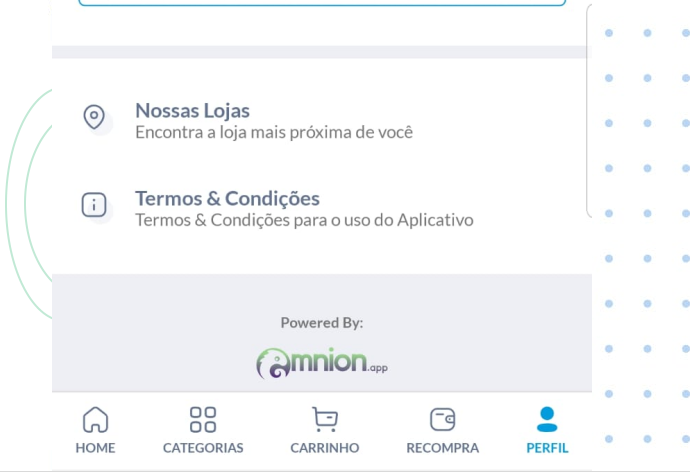 Nossas Lojas
Encontra a loja mais próxima de você
Termos & Condições
Termos & Condições para o uso do Aplicativo
Powered By:
Omnion.app
HOME CATEGORIAS CARRINHO RECOMPRA PERFIL